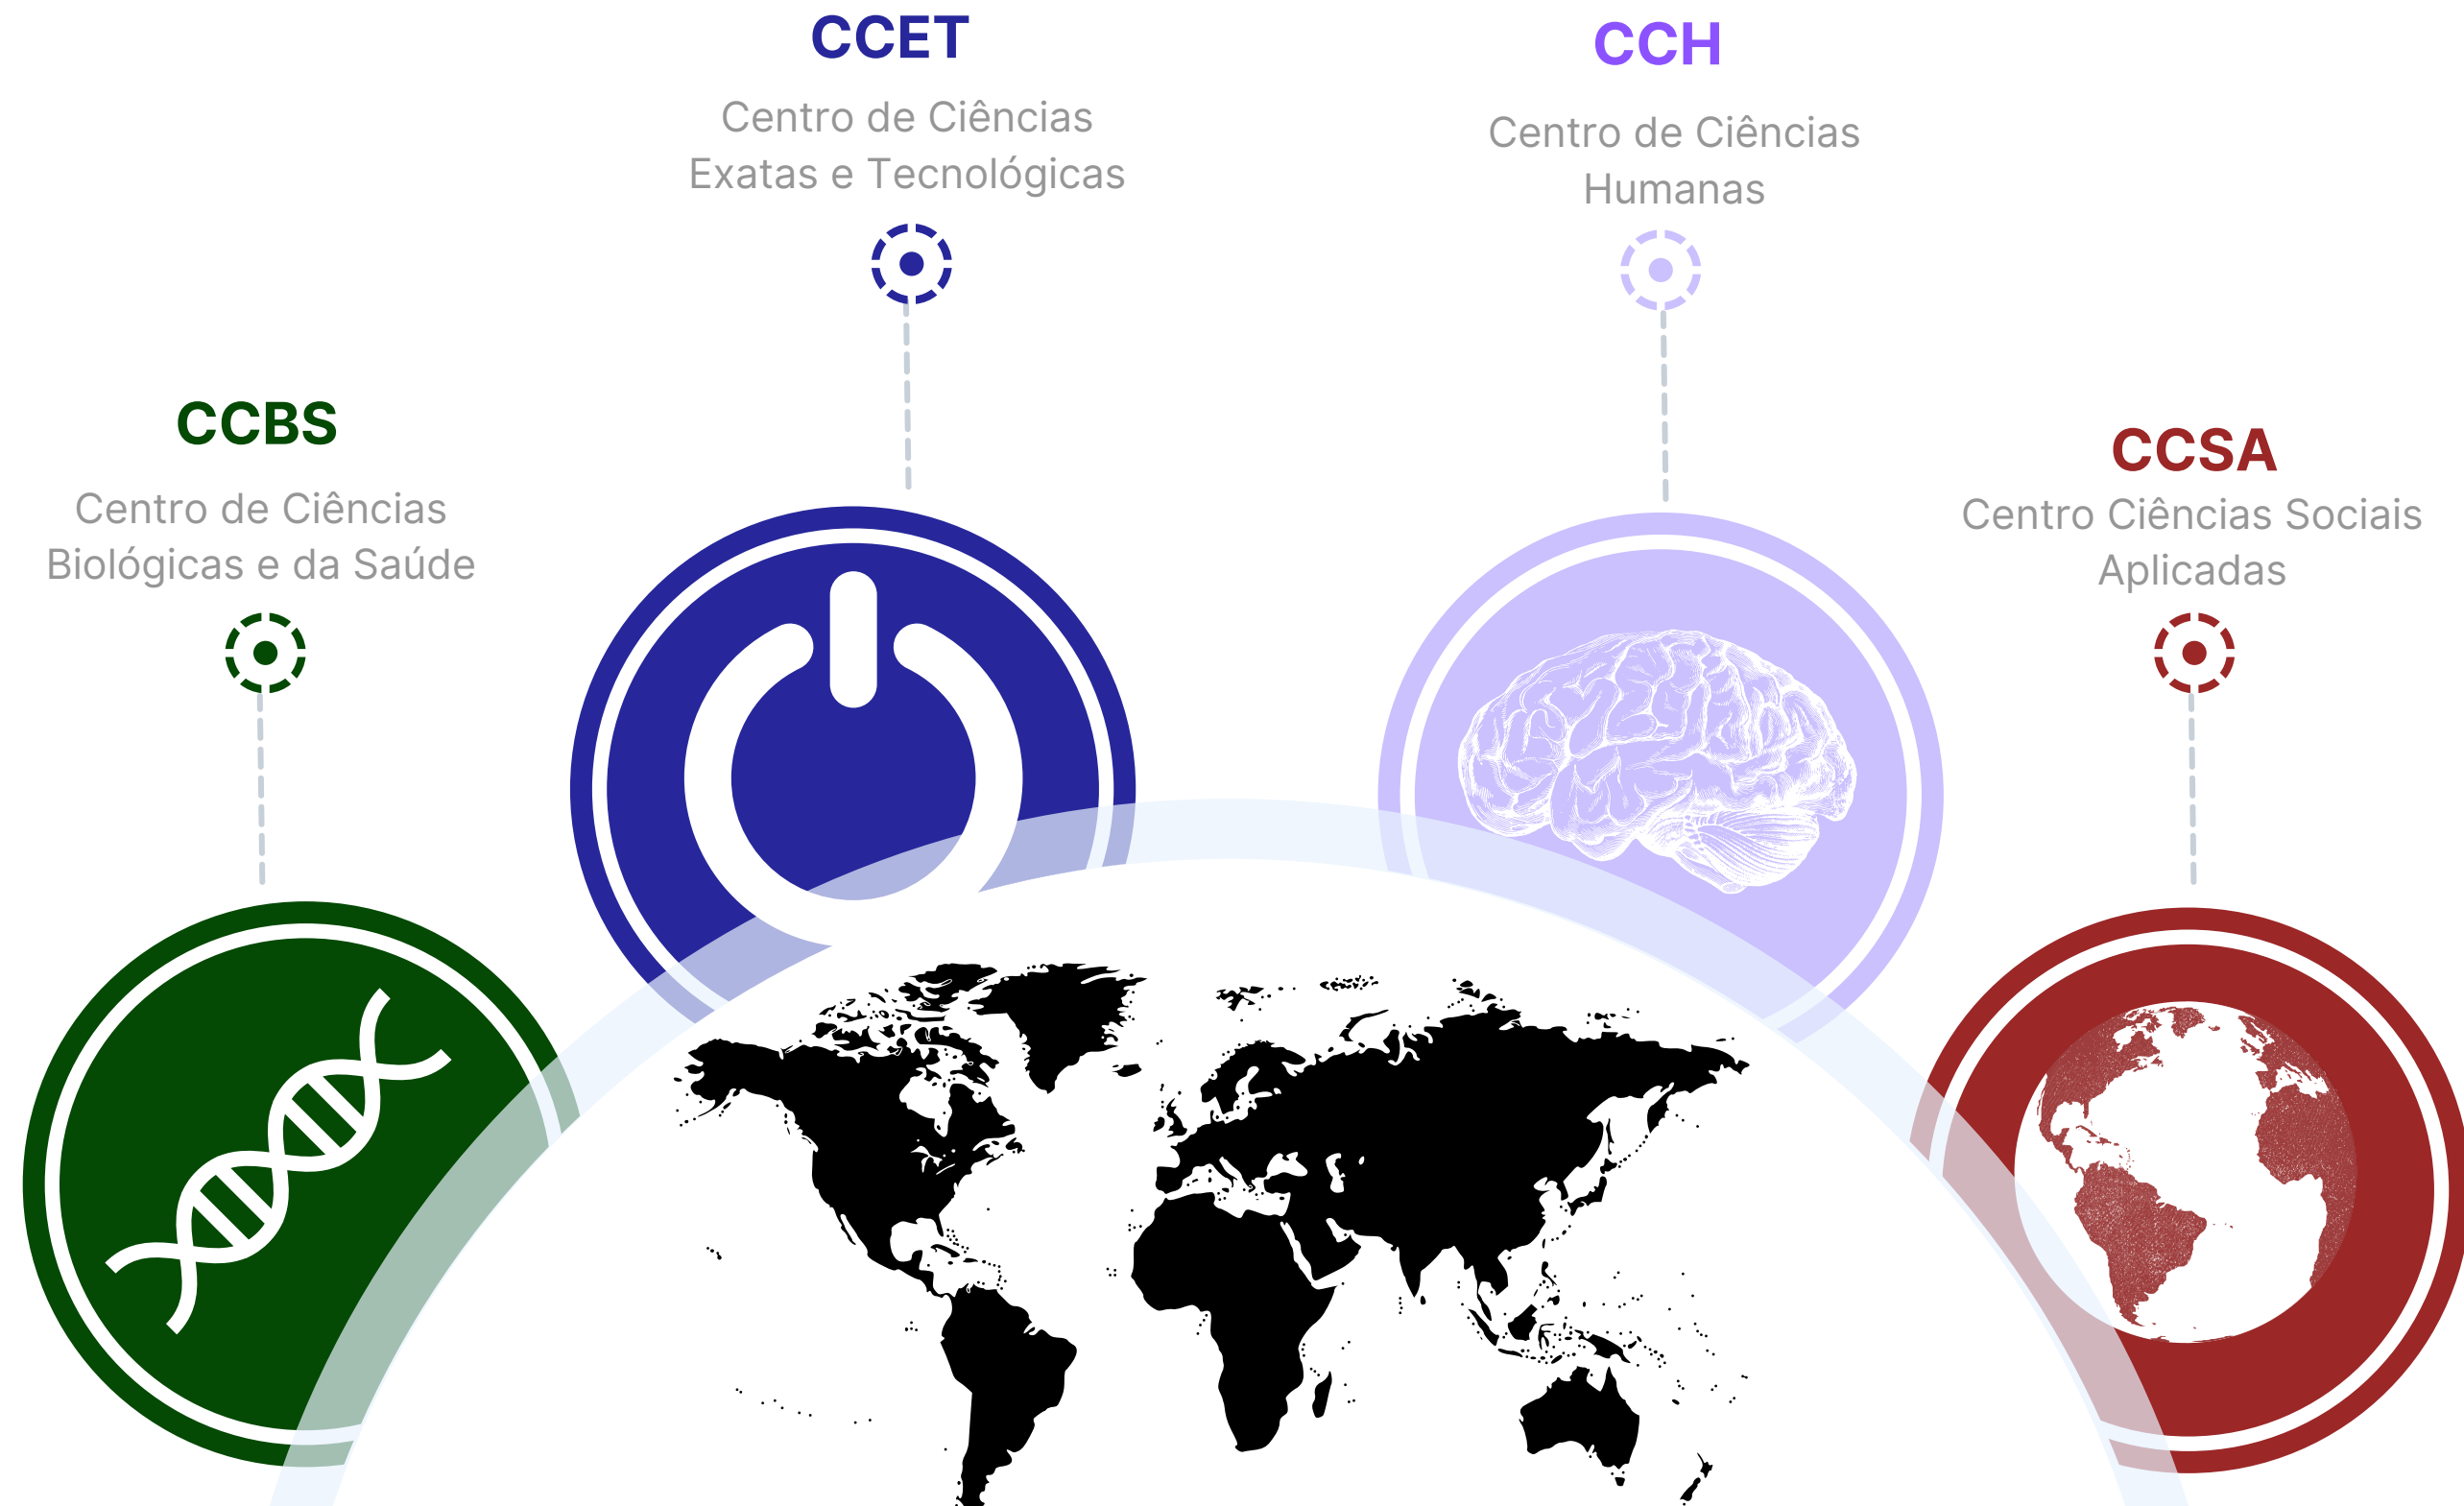 CCET
Centro de Ciências
Exatas e Tecnológicas
CCH
Centro de Ciências
Humanas
CCBS
Centro de Ciências
Biológicas e da Saúde
CCSA
Centro Ciências Sociais
Aplicadas